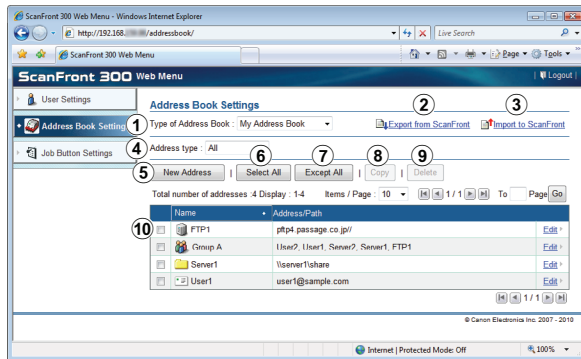 ScanFront 300 Web Menu - Windows Internet Explorer
http://192.168. /addressbook/
Live Search
ScanFront 300 Web Menu
Page Tools
ScanFront 300 Web Menu
Logout
User Settings
Address Book Setting
Job Button Settings
Address Book Settings
2
3
1 Type of Address Book : My Address Book
Export from ScanFront
Import to ScanFront
4 Address type : All
6 7 8 9
5 New Address | Select All Except All | Copy | Delete
Total number of addresses :4 Display : 1-4 Items / Page : 10 1 / 1 To Page Go
Name Address/Path
10 FTP1 pftp4.passage.co.jp// Edit
Group A User2, User1, Server2, Server1, FTP1 Edit
Server1 \\server1\share Edit
User1 user1@sample.com Edit
1 / 1
© Canon Electronics Inc. 2007 - 2010
Internet | Protected Mode: Off 100%